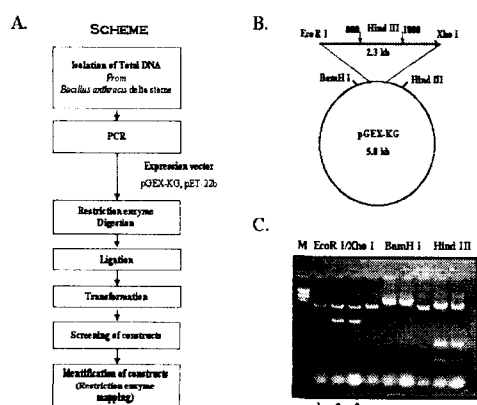 A.
SCHEME
Isolation of Total DNA
From
Bacillus anthracis delta sterne
PCR
Expression vector
pGEX-KG, pET-22b
Restriction enzyme
Digestion
Ligation
Transformation
Screening of constructs
Identification of constructs
(Restriction enzyme
mapping)
B.
Hind III
EcoR I
Xho I
2.3 kb
BamH I
Hind III
pGEX-KG
5.0 kb
C.
M EcoR I/Xho I BamH I Hind III